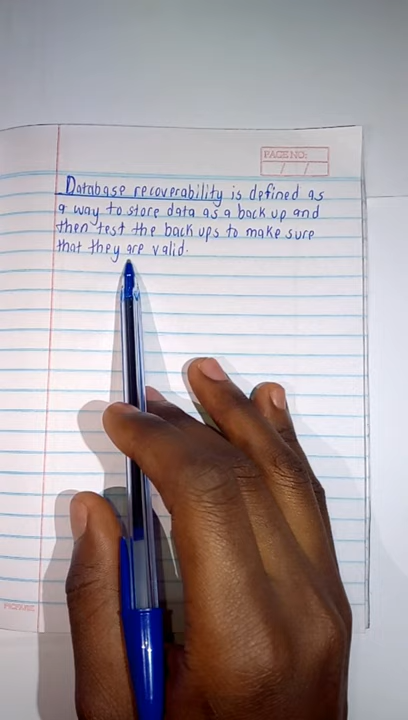 PAGE NO:
/ /
Database recoverability is defined as
a way to store data as a back up and
then test the back ups to make sure
that they are valid.